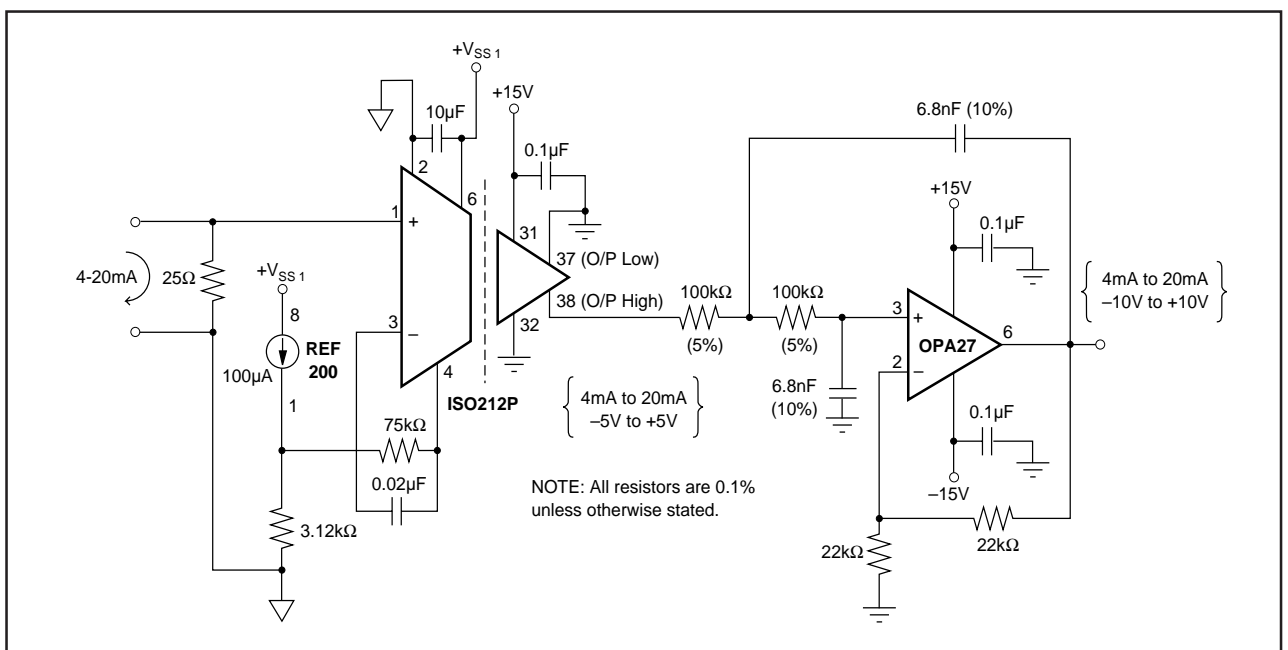 +VSS 1
+15V
10µF
6.8nF (10%)
2
0.1µF
6
+15V
1
+
31
0.1µF
4-20mA
25Ω
+VSS 1
37 (O/P Low)
38 (O/P High)
100kΩ
(5%)
100kΩ
(5%)
3
+
OPA27
6
2
–
4mA to 20mA
–10V to +10V
8
3
–
32
REF
200
100µA
4
ISO212P
1
4mA to 20mA
–5V to +5V
6.8nF
(10%)
0.1µF
75kΩ
0.02µF
–15V
NOTE: All resistors are 0.1%
unless otherwise stated.
3.12kΩ
22kΩ
22kΩ